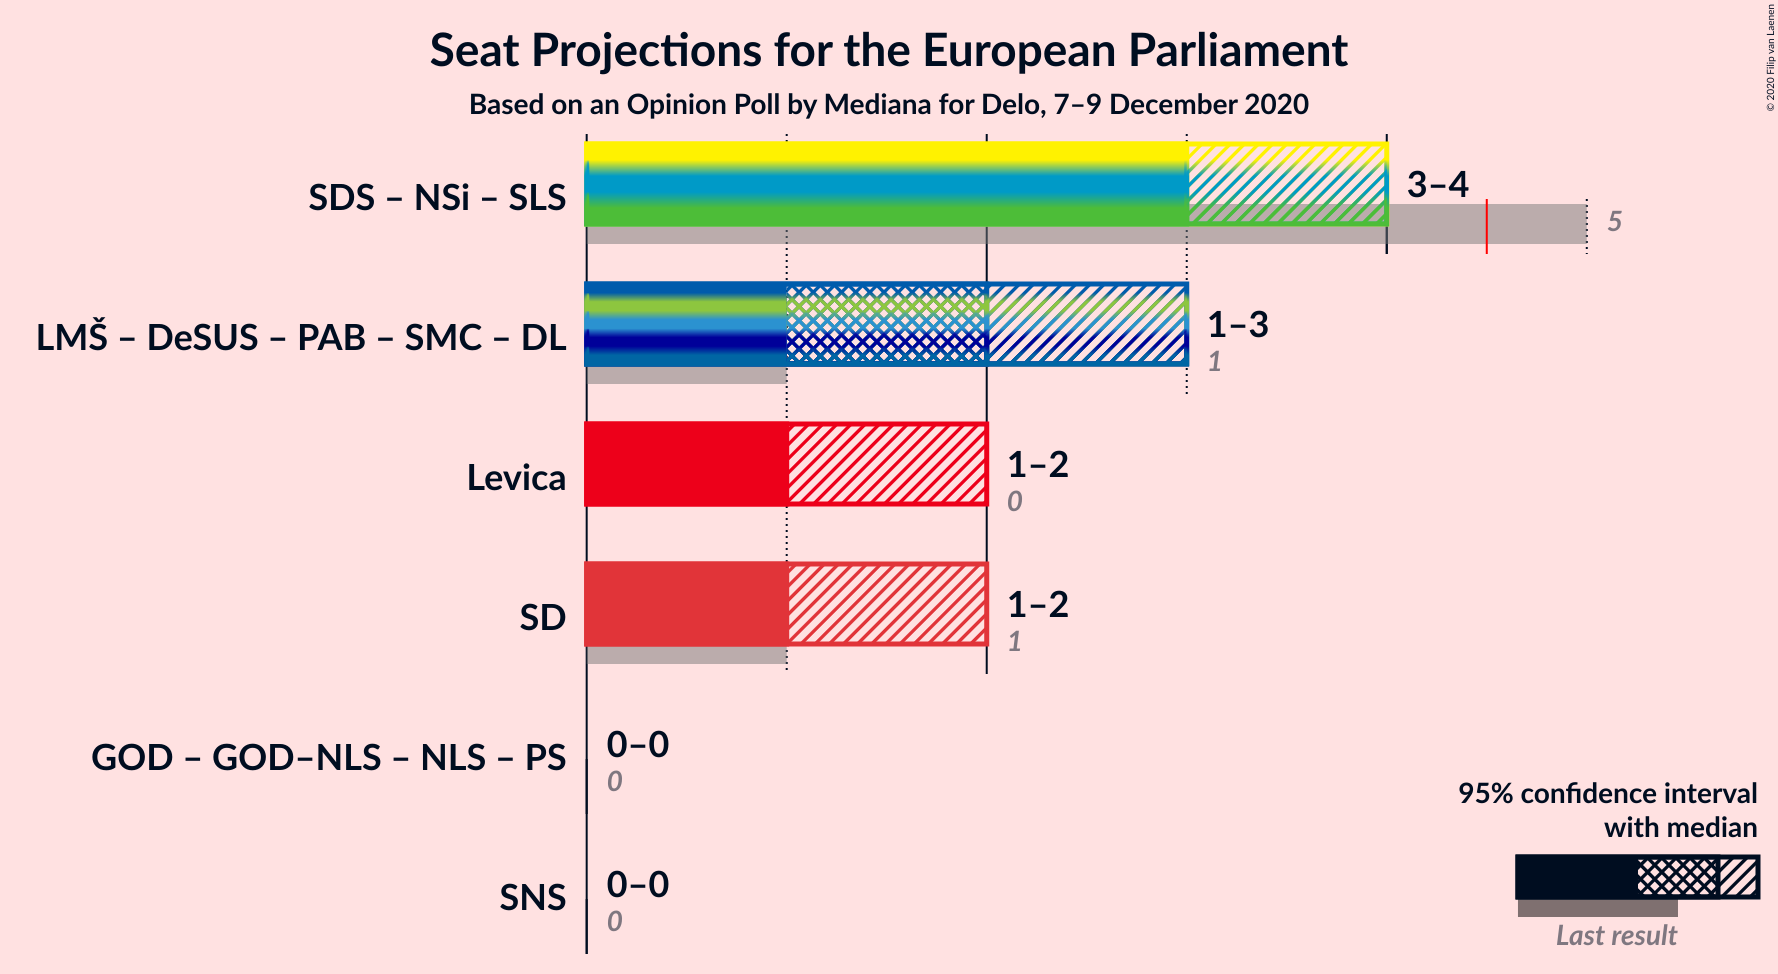 Seat Projections for the European Parliament
Based on an Opinion Poll by Mediana for Delo, 7–9 December 2020
© 2020 Filip van Laenen
SDS – NSi – SLS
3–4
5
LMŠ – DeSUS – PAB – SMC – DL
1–3
1
Levica
1–2
0
SD
1–2
1
GOD – GOD–NLS – NLS – PS
0–0
0
SNS
0–0
0
95% confidence interval
with median
Last result